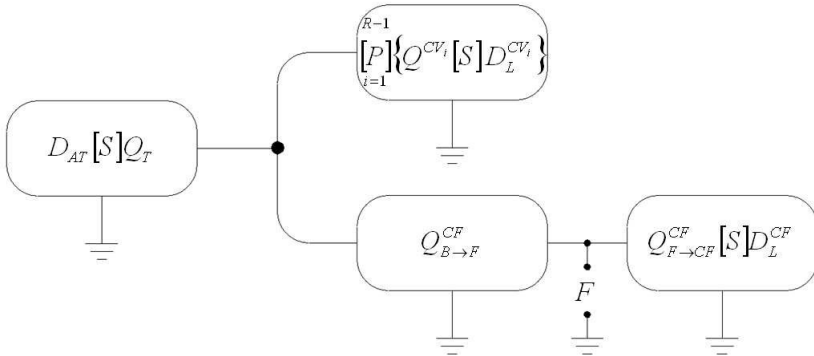 [P]_{i=1}^{R-1}{Q^{CV_i}[S]D_L^{CV_i}}
D_{AT}[S]Q_T
Q_{B→F}^{CF}
Q_{F→CF}^{CF}[S]D_L^{CF}
F